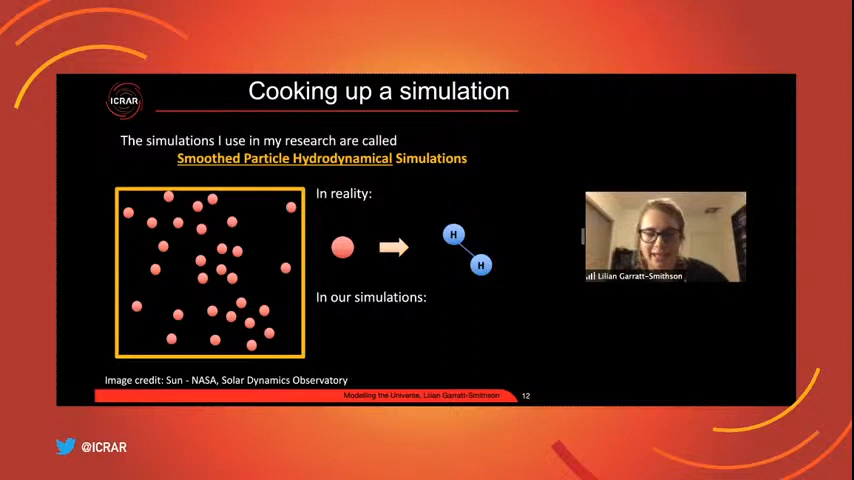 ICRAR
Cooking up a simulation
The simulations I use in my research are called
Smoothed Particle Hydrodynamical Simulations
In reality:
H
H
Lilian Garratt-Smithson
In our simulations:
Image credit: Sun - NASA, Solar Dynamics Observatory
Modelling the Universe, Lilian Garratt-Smithson
12
@ICRAR